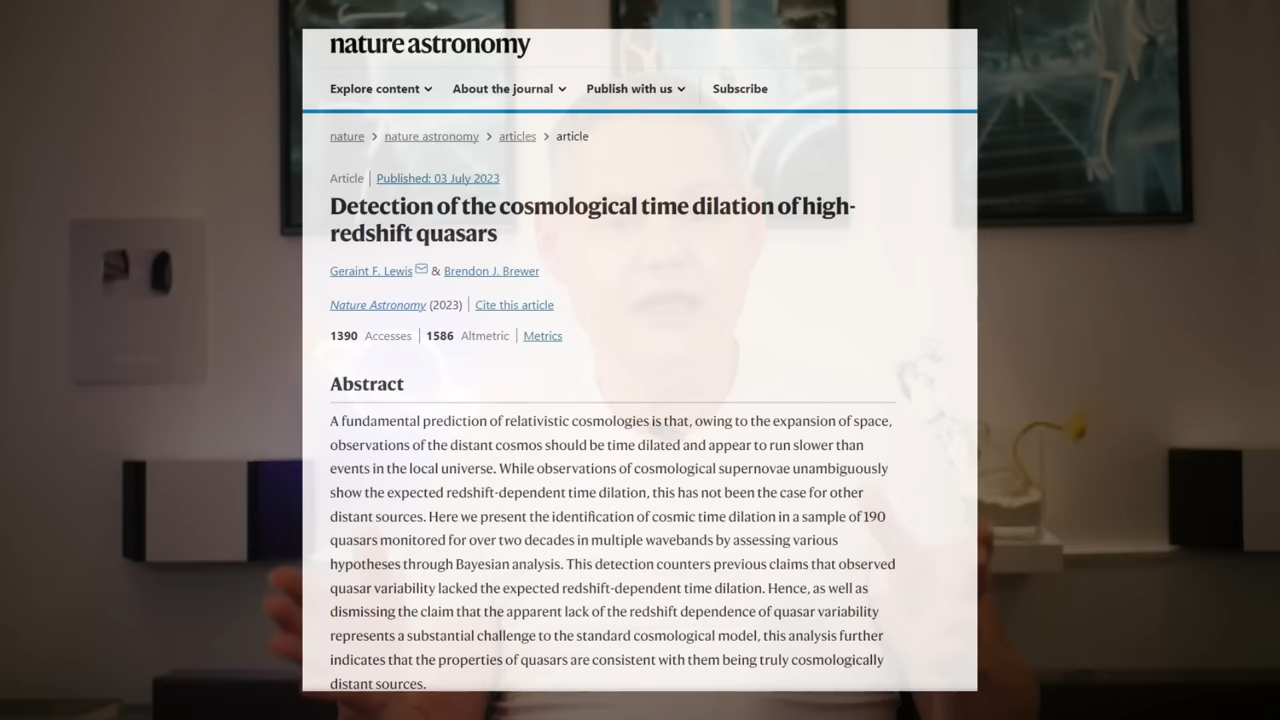 nature astronomy
Explore content
About the journal
Publish with us
Subscribe
nature > nature astronomy > articles > article
Article | Published: 03 July 2023
Detection of the cosmological time dilation of high-
redshift quasars
Geraint F. Lewis & Brendon J. Brewer
Nature Astronomy (2023) | Cite this article
1390 Accesses | 1586 Altmetric | Metrics
Abstract
A fundamental prediction of relativistic cosmologies is that, owing to the expansion of space,
observations of the distant cosmos should be time dilated and appear to run slower than
events in the local universe. While observations of cosmological supernovae unambiguously
show the expected redshift-dependent time dilation, this has not been the case for other
distant sources. Here we present the identification of cosmic time dilation in a sample of 190
quasars monitored for over two decades in multiple wavebands by assessing various
hypotheses through Bayesian analysis. This detection counters previous claims that observed
quasar variability lacked the expected redshift-dependent time dilation. Hence, as well as
dismissing the claim that the apparent lack of the redshift dependence of quasar variability
represents a substantial challenge to the standard cosmological model, this analysis further
indicates that the properties of quasars are consistent with them being truly cosmologically
distant sources.